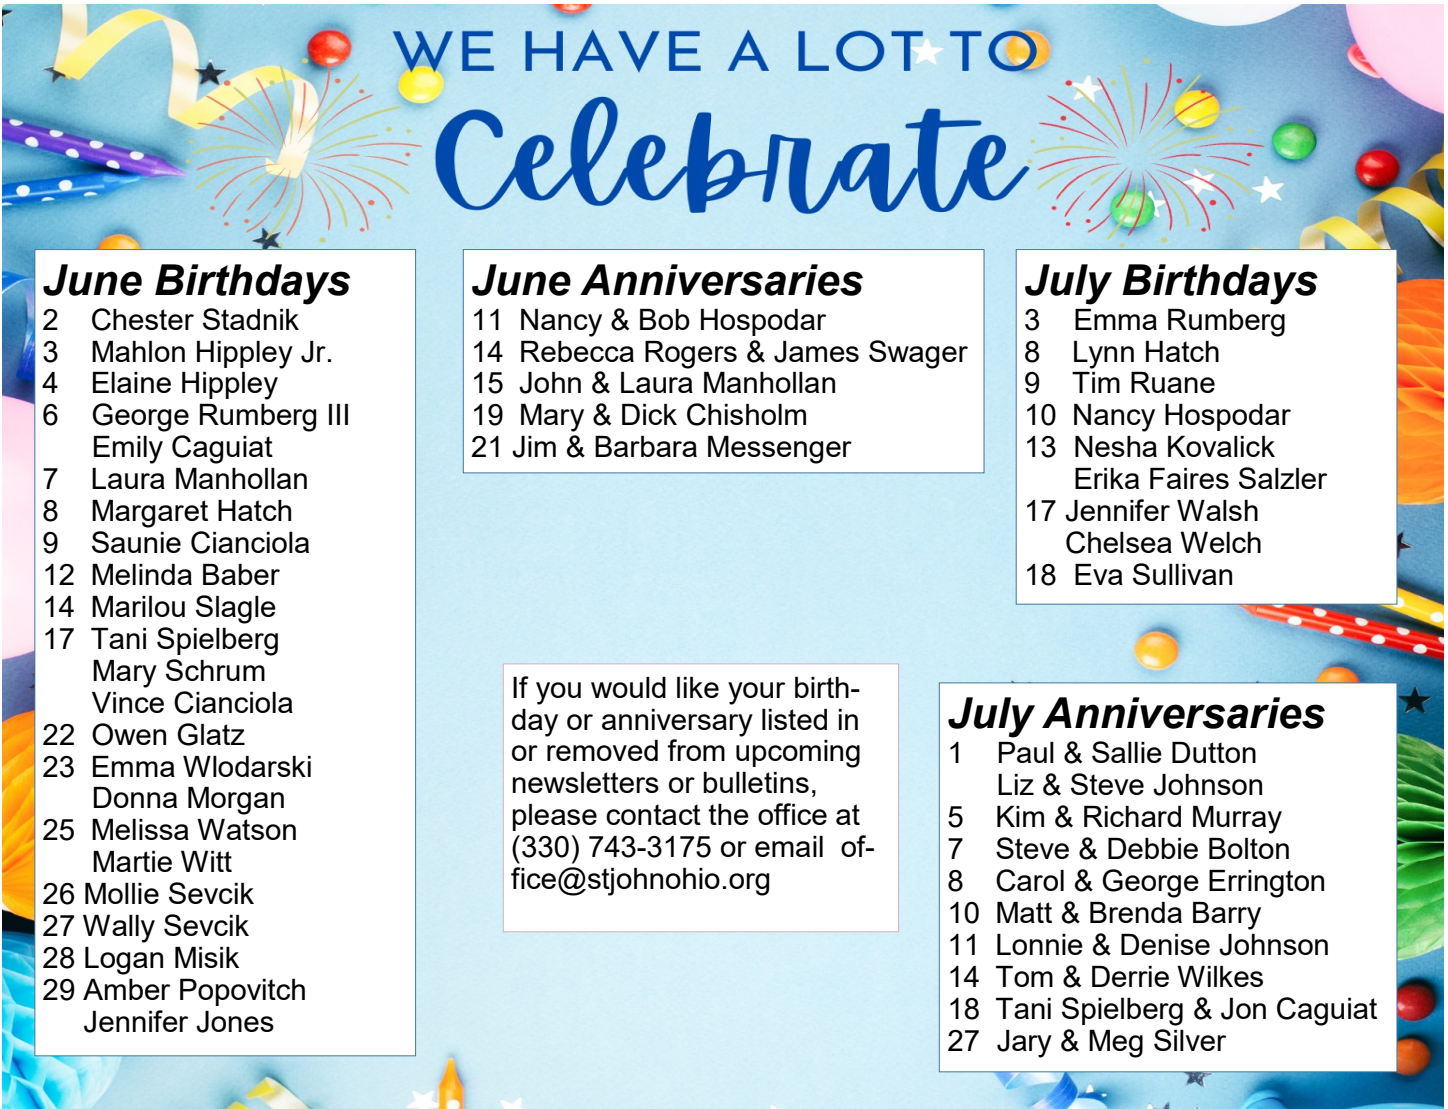 WE HAVE A LOT TO
Celebrate
June Birthdays
2 Chester Stadnik
3 Mahlon Hippley Jr.
4 Elaine Hippley
6 George Rumberg III
Emily Caguiat
7 Laura Manhollan
8 Margaret Hatch
9 Saunie Cianciola
12 Melinda Baber
14 Marilou Slagle
17 Tani Spielberg
Mary Schrum
Vince Cianciola
22 Owen Glatz
23 Emma Wlodarski
Donna Morgan
25 Melissa Watson
Martie Witt
26 Mollie Sevcik
27 Wally Sevcik
28 Logan Misik
29 Amber Popovitch
Jennifer Jones
June Anniversaries
11 Nancy & Bob Hospodar
14 Rebecca Rogers & James Swager
15 John & Laura Manhollan
19 Mary & Dick Chisholm
21 Jim & Barbara Messenger
If you would like your birth-
day or anniversary listed in
or removed from upcoming
newsletters or bulletins,
please contact the office at
(330) 743-3175 or email of-
fice@stjohnohio.org
July Birthdays
3 Emma Rumberg
8 Lynn Hatch
9 Tim Ruane
10 Nancy Hospodar
13 Nesha Kovalick
Erika Faires Salzler
17 Jennifer Walsh
Chelsea Welch
18 Eva Sullivan
July Anniversaries
1 Paul & Sallie Dutton
Liz & Steve Johnson
5 Kim & Richard Murray
7 Steve & Debbie Bolton
8 Carol & George Errington
10 Matt & Brenda Barry
11 Lonnie & Denise Johnson
14 Tom & Derrie Wilkes
18 Tani Spielberg & Jon Caguiat
27 Jary & Meg Silver